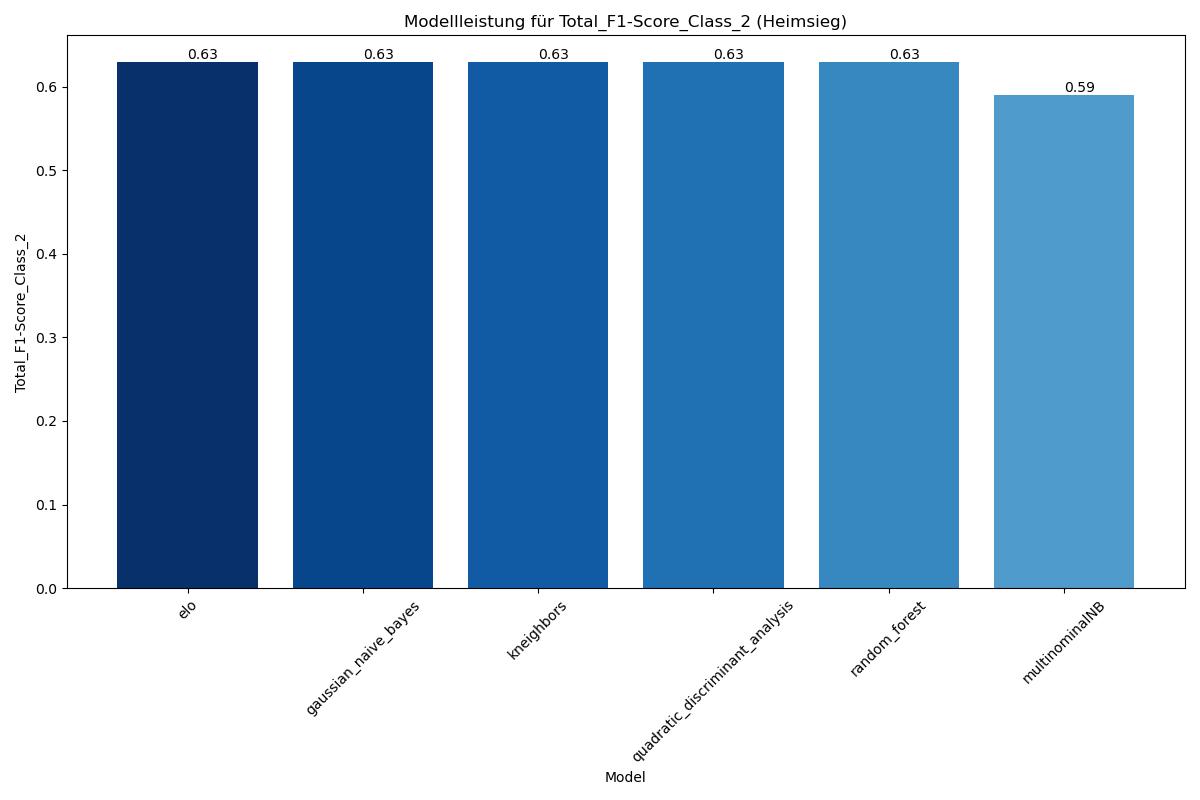 Modellleistung für Total_F1-Score_Class_2 (Heimsieg)
0.63
0.63
0.63
0.63
0.63
0.59
Total_F1-Score_Class_2
0.6
0.5
0.4
0.3
0.2
0.1
0.0
elo
gaussian_naive_bayes
kneighbors
quadratic_discriminant_analysis
random_forest
multinominalNB
Model